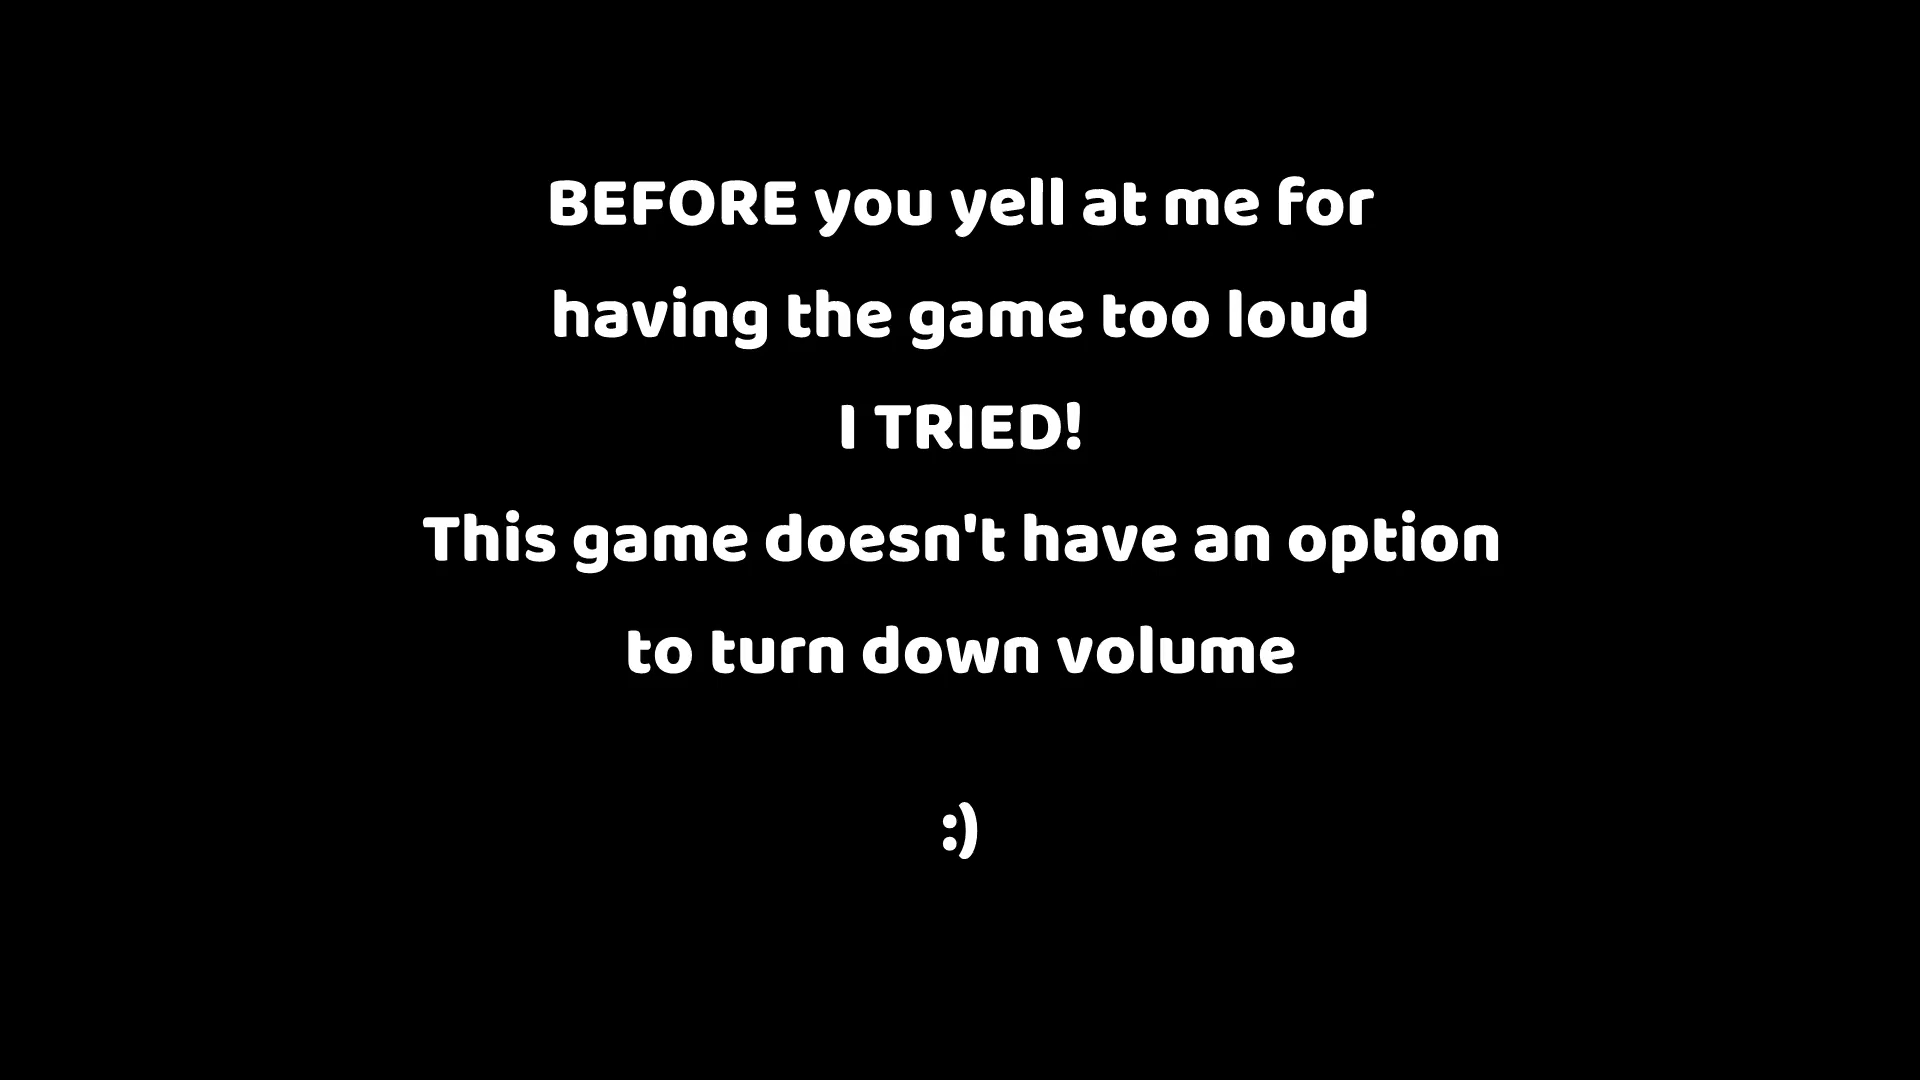 BEFORE you yell at me for
having the game too loud
I TRIED!
This game doesn't have an option
to turn down volume
:)